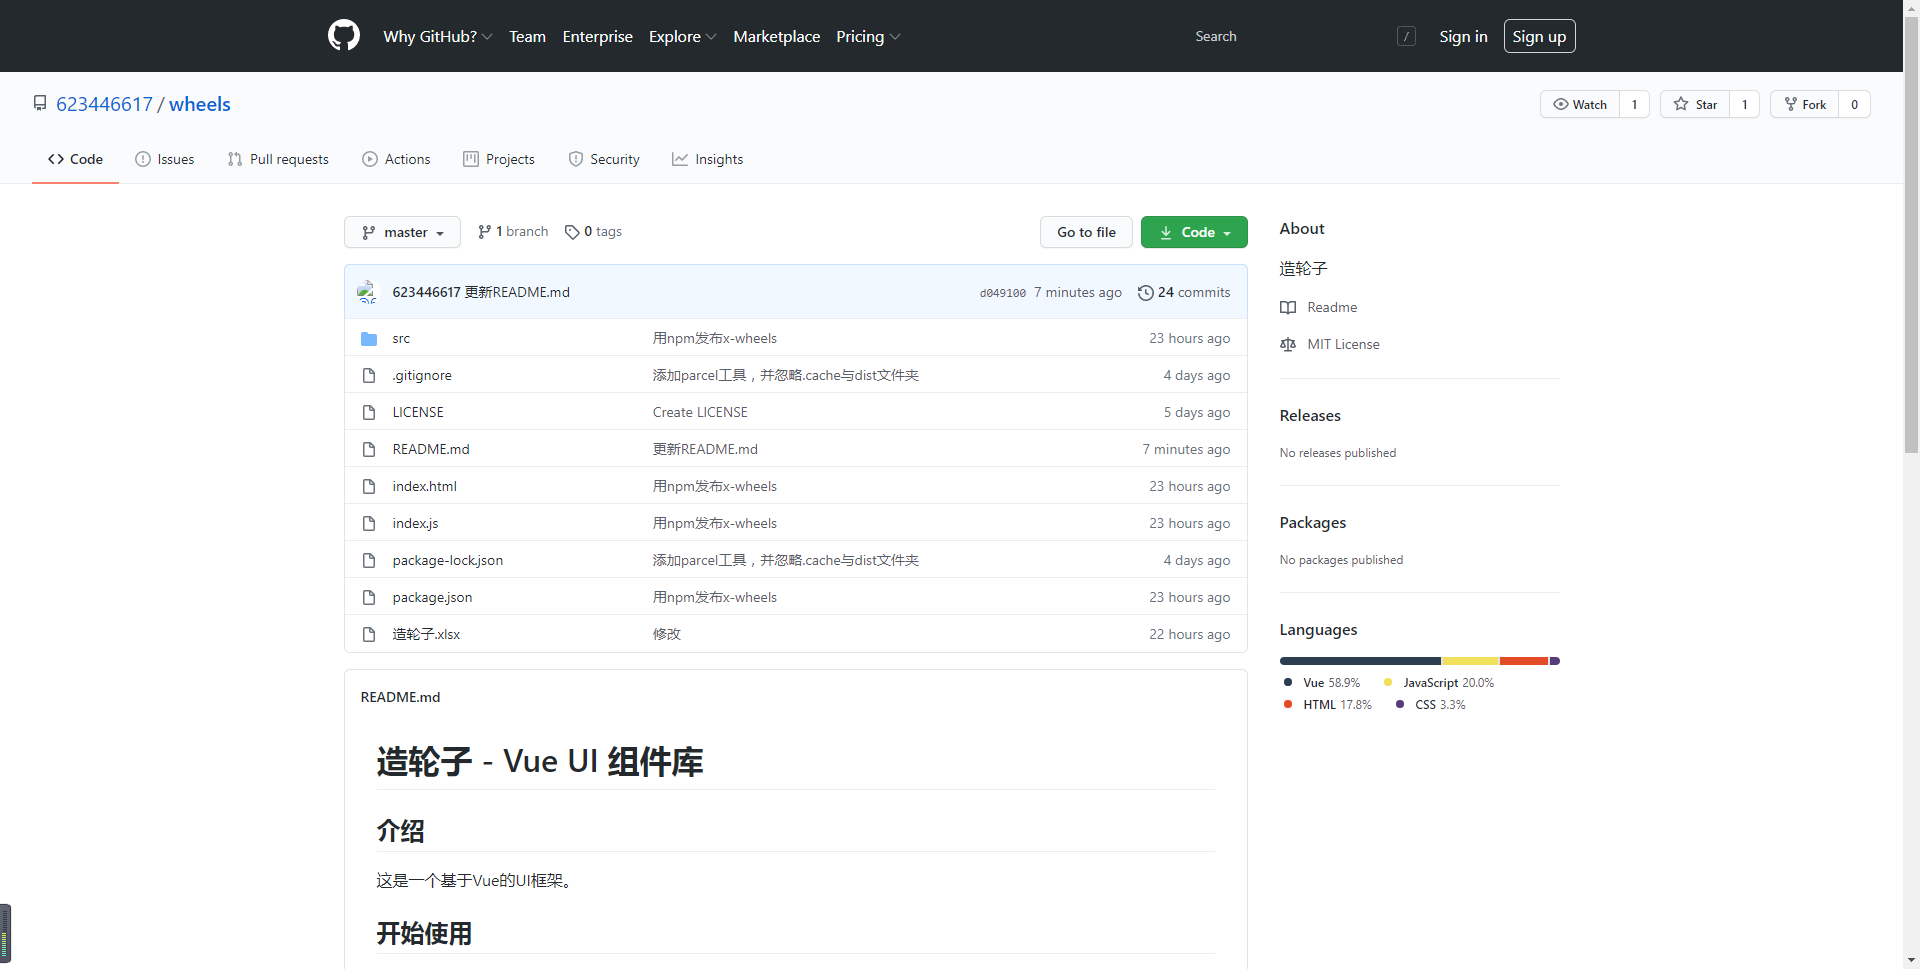 Why GitHub? Team Enterprise Explore Marketplace Pricing Search / Sign in Sign up
623446617 / wheels Watch 1 Star 1 Fork 0
Code Issues Pull requests Actions Projects Security Insights
master 1 branch 0 tags Go to file Code
623446617 更新README.md d049100 7 minutes ago 24 commits
src 用npm发布x-wheels 23 hours ago
.gitignore 添加parcel工具，并忽略.cache与dist文件夹 4 days ago
LICENSE Create LICENSE 5 days ago
README.md 更新README.md 7 minutes ago
index.html 用npm发布x-wheels 23 hours ago
index.js 用npm发布x-wheels 23 hours ago
package-lock.json 添加parcel工具，并忽略.cache与dist文件夹 4 days ago
package.json 用npm发布x-wheels 23 hours ago
造轮子.xlsx 修改 22 hours ago
README.md
造轮子 - Vue UI 组件库
介绍
这是一个基于Vue的UI框架。
开始使用
About
造轮子
Readme
MIT License
Releases
No releases published
Packages
No packages published
Languages
Vue 58.9% JavaScript 20.0%
HTML 17.8% CSS 3.3%